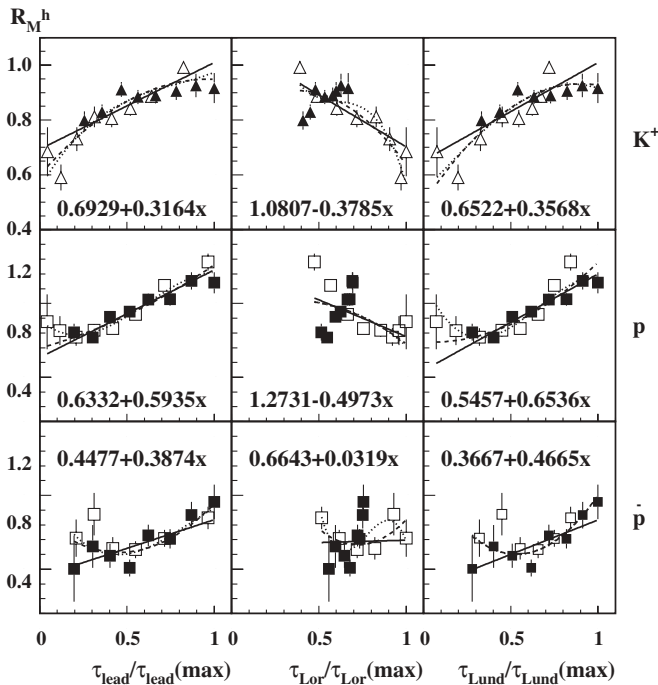 R_M^h
1.0
0.8
0.6
0.4
0.6929+0.3164x
1.0807-0.3785x
0.6522+0.3568x
K^+
1.2
0.8
0.4
0.6332+0.5935x
1.2731-0.4973x
0.5457+0.6536x
p
0.4477+0.3874x
0.6643+0.0319x
0.3667+0.4665x
1.2
0.8
0.4
p̄
0 0.5 1 0 0.5 1 0 0.5 1
τ_lead/τ_lead(max) τ_Lor/τ_Lor(max) τ_Lund/τ_Lund(max)